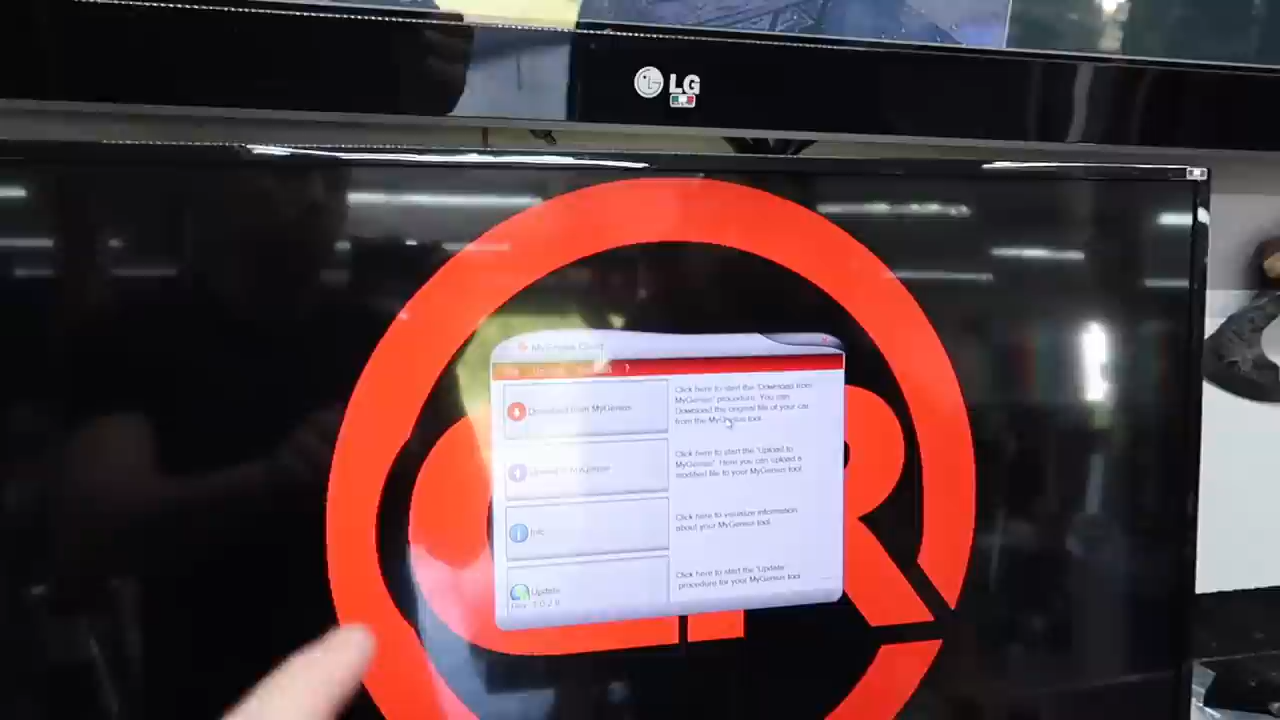 LG
MyGenius Client
Download from MyGenius
Click here to start the 'Download from
MyGenius' procedure. You can
Download the original file of your car
from the MyGenius tool.
Upload to MyGenius
Click here to start the 'Upload to
MyGenius'. Here you can upload a
modified file to your MyGenius tool.
Info
Click here to visualize information
about your MyGenius tool.
Update
Click here to start the 'Update'
procedure for your MyGenius tool